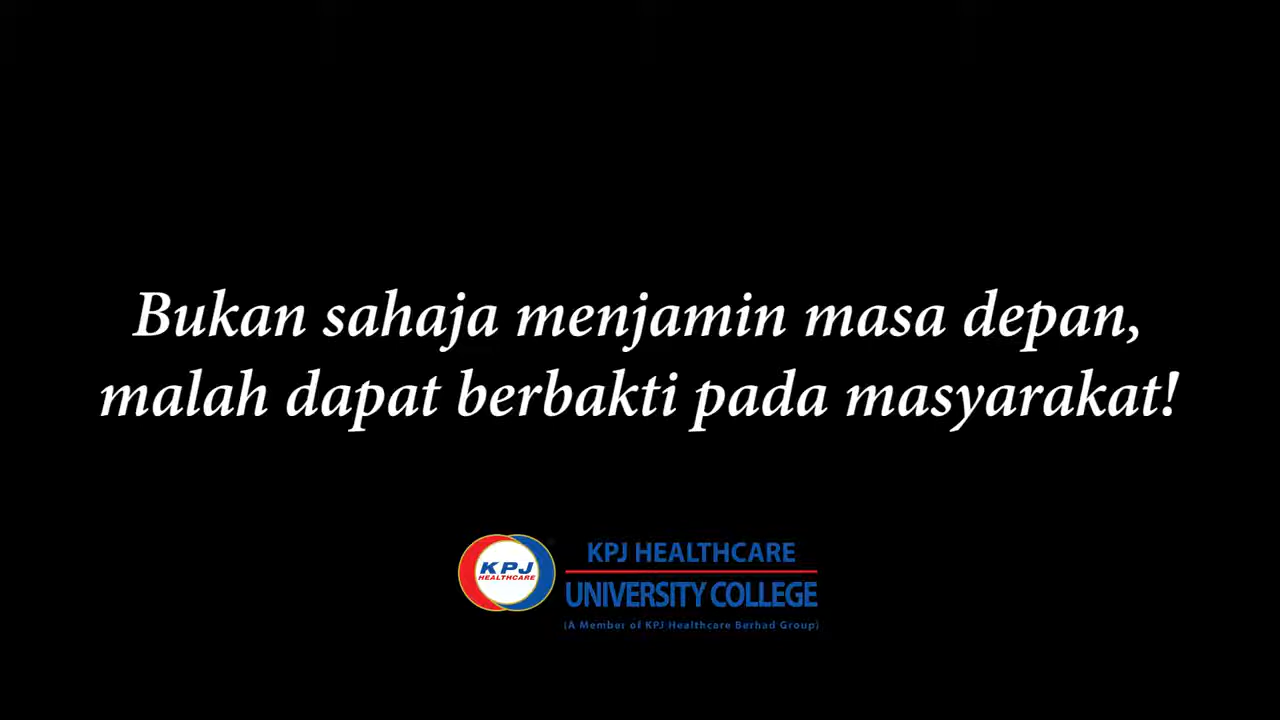 Bukan sahaja menjamin masa depan,
malah dapat berbakti pada masyarakat!
KPJ
HEALTHCARE
KPJ HEALTHCARE
UNIVERSITY COLLEGE
(A Member of KPJ Healthcare Berhad Group)